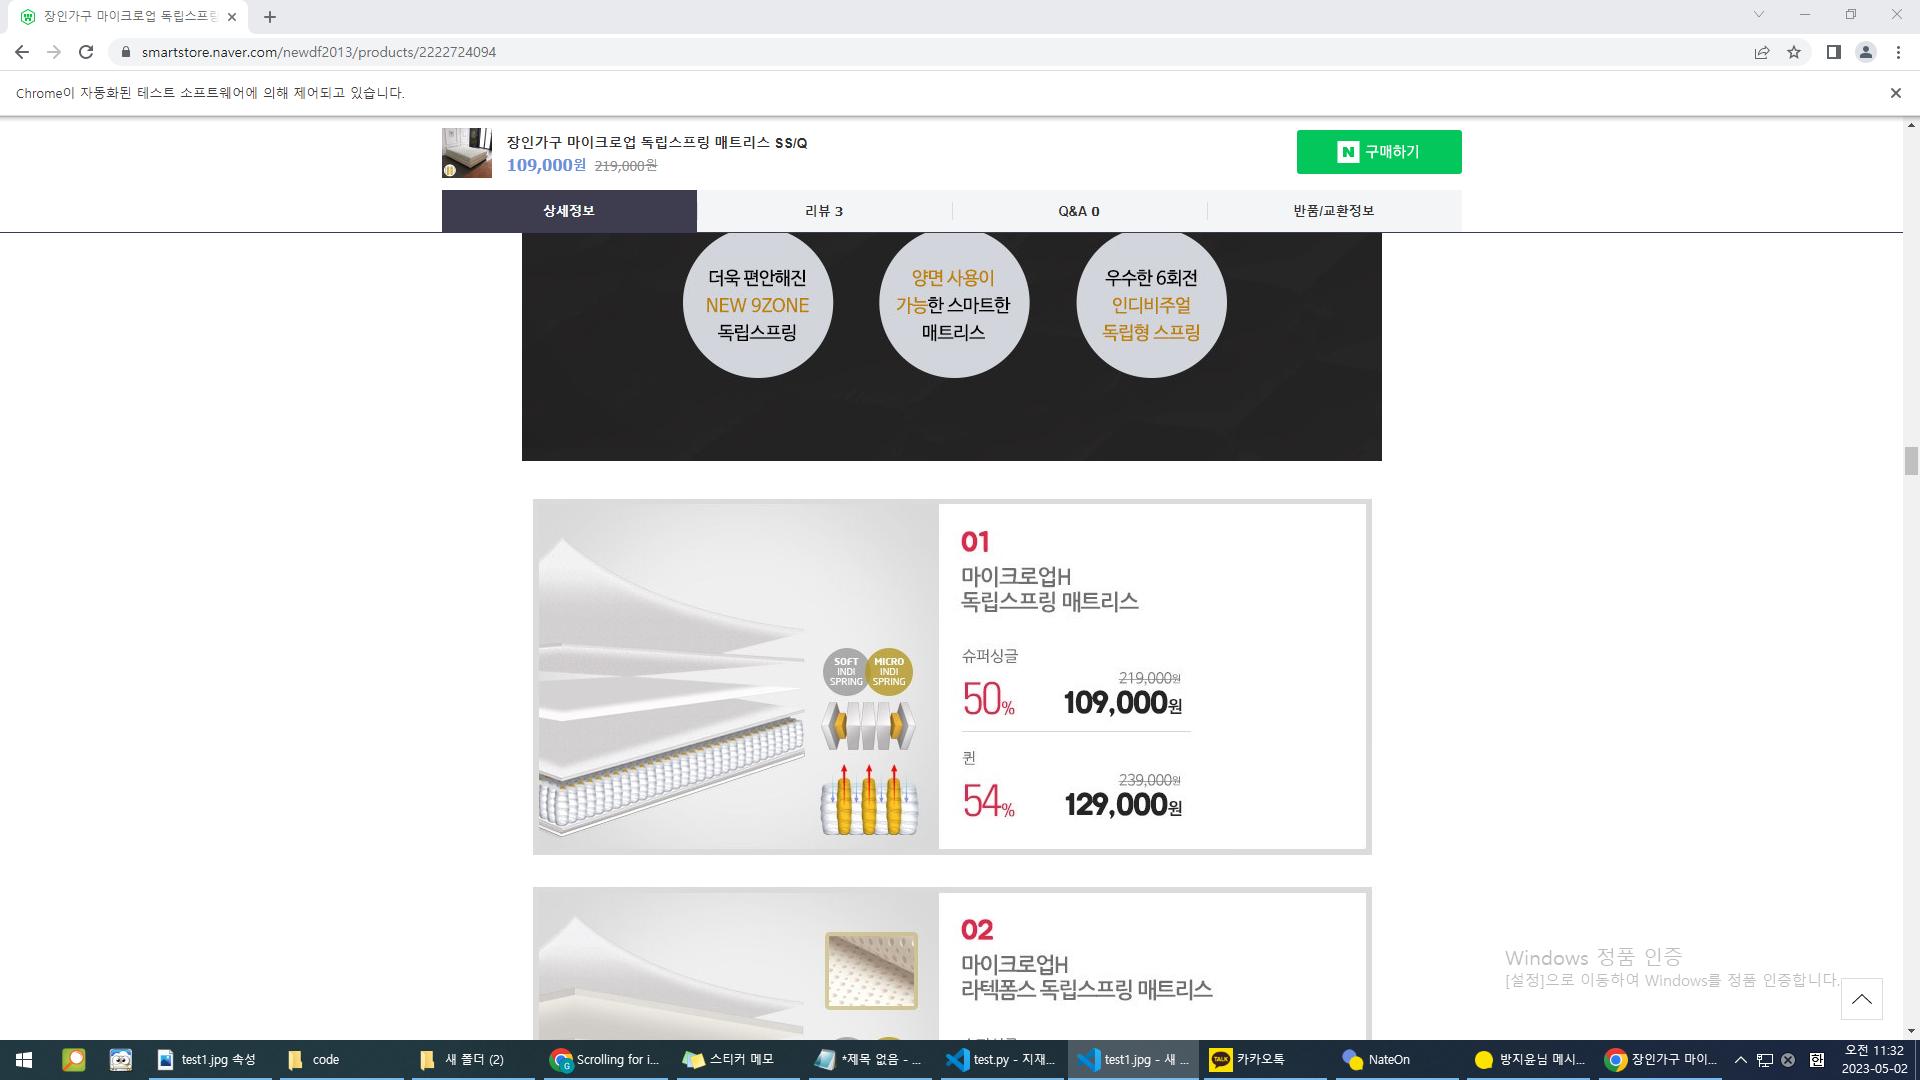 장인가구 마이크로업 독립스프링
smartstore.naver.com/newdf2013/products/2222724094
Chrome이 자동화된 테스트 소프트웨어에 의해 제어되고 있습니다.
장인가구 마이크로업 독립스프링 매트리스 SS/Q
109,000원 219,000원
N 구매하기
상세정보 리뷰 3 Q&A 0 반품/교환정보
더욱 편안해진
NEW 9ZONE
독립스프링
양면 사용이
가능한 스마트한
매트리스
우수한 6회전
인디비주얼
독립형 스프링
01
마이크로업H
독립스프링 매트리스
슈퍼싱글
219,000원
50% 109,000원
퀸
239,000원
54% 129,000원
SOFT
INDI
SPRING
MICRO
INDI
SPRING
02
마이크로업H
라텍폼스 독립스프링 매트리스
Windows 정품 인증
[설정]으로 이동하여 Windows를 정품 인증합니다.
test1.jpg 속성 code 새 폴더 (2) Scrolling for i... 스티커 메모 *제목 없음 - ... test.py - 지재... test1.jpg - 새 ... TALK 카카오톡 NateOn 방지윤님 메시... 장인가구 마이... 한 오전 11:32
2023-05-02